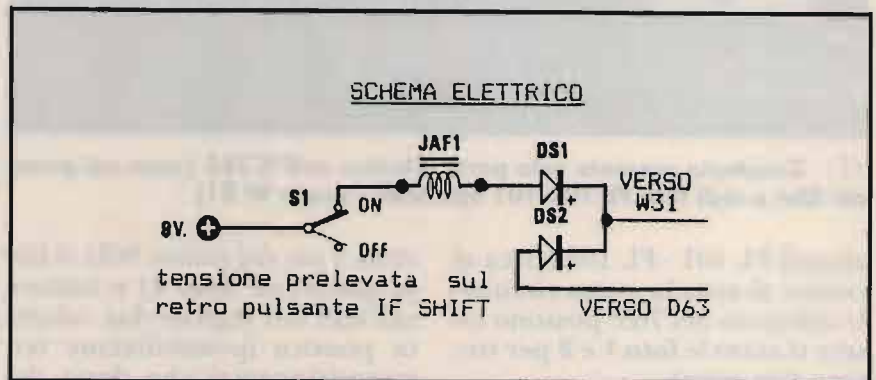 SCHEMA ELETTRICO
JAF1
DS1
VERSO
W31
S1
ON
DS2
9V.
OFF
tensione prelevata sul
retro pulsante IF SHIFT
VERSO D63